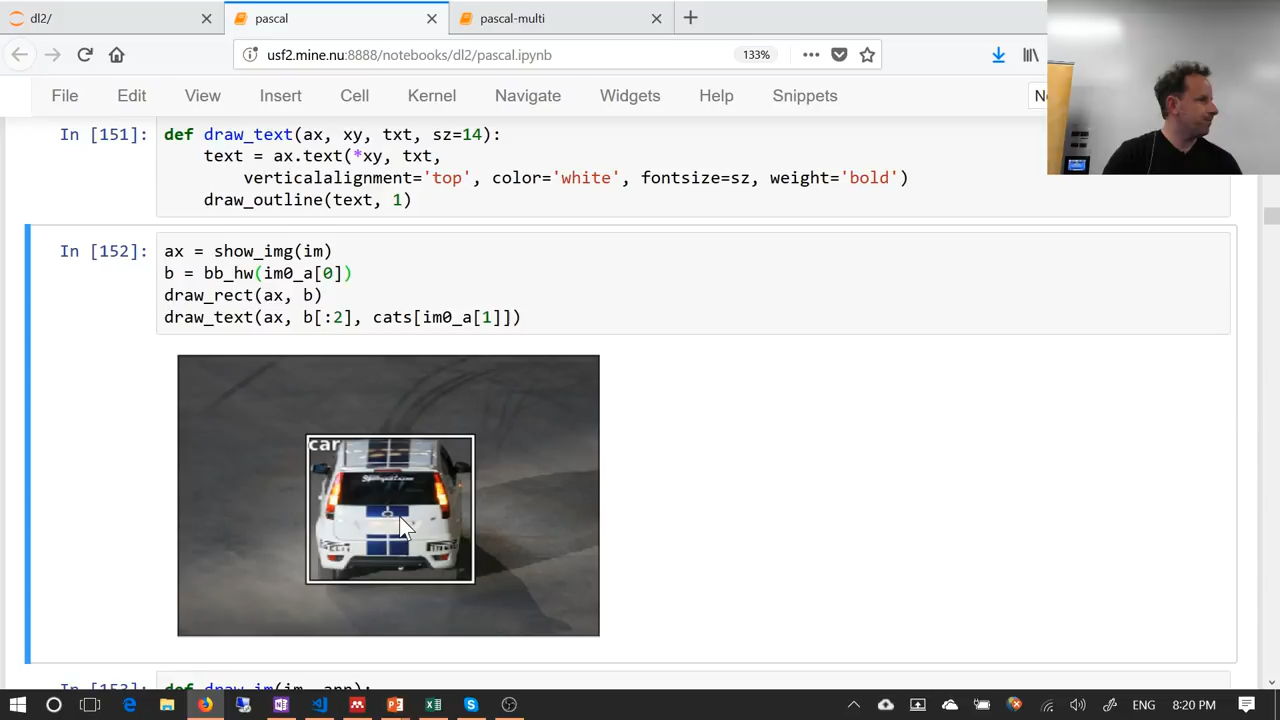 dl2/
pascal
pascal-multi
usf2.mine.nu:8888/notebooks/dl2/pascal.ipynb
133%
File Edit View Insert Cell Kernel Navigate Widgets Help Snippets
In [151]: def draw_text(ax, xy, txt, sz=14):
text = ax.text(*xy, txt,
verticalalignment='top', color='white', fontsize=sz, weight='bold')
draw_outline(text, 1)
In [152]: ax = show_img(im)
b = bb_hw(im0_a[0])
draw_rect(ax, b)
draw_text(ax, b[:2], cats[im0_a[1]])
car
In [153]: def draw_im(im, ann):
ENG 8:20 PM